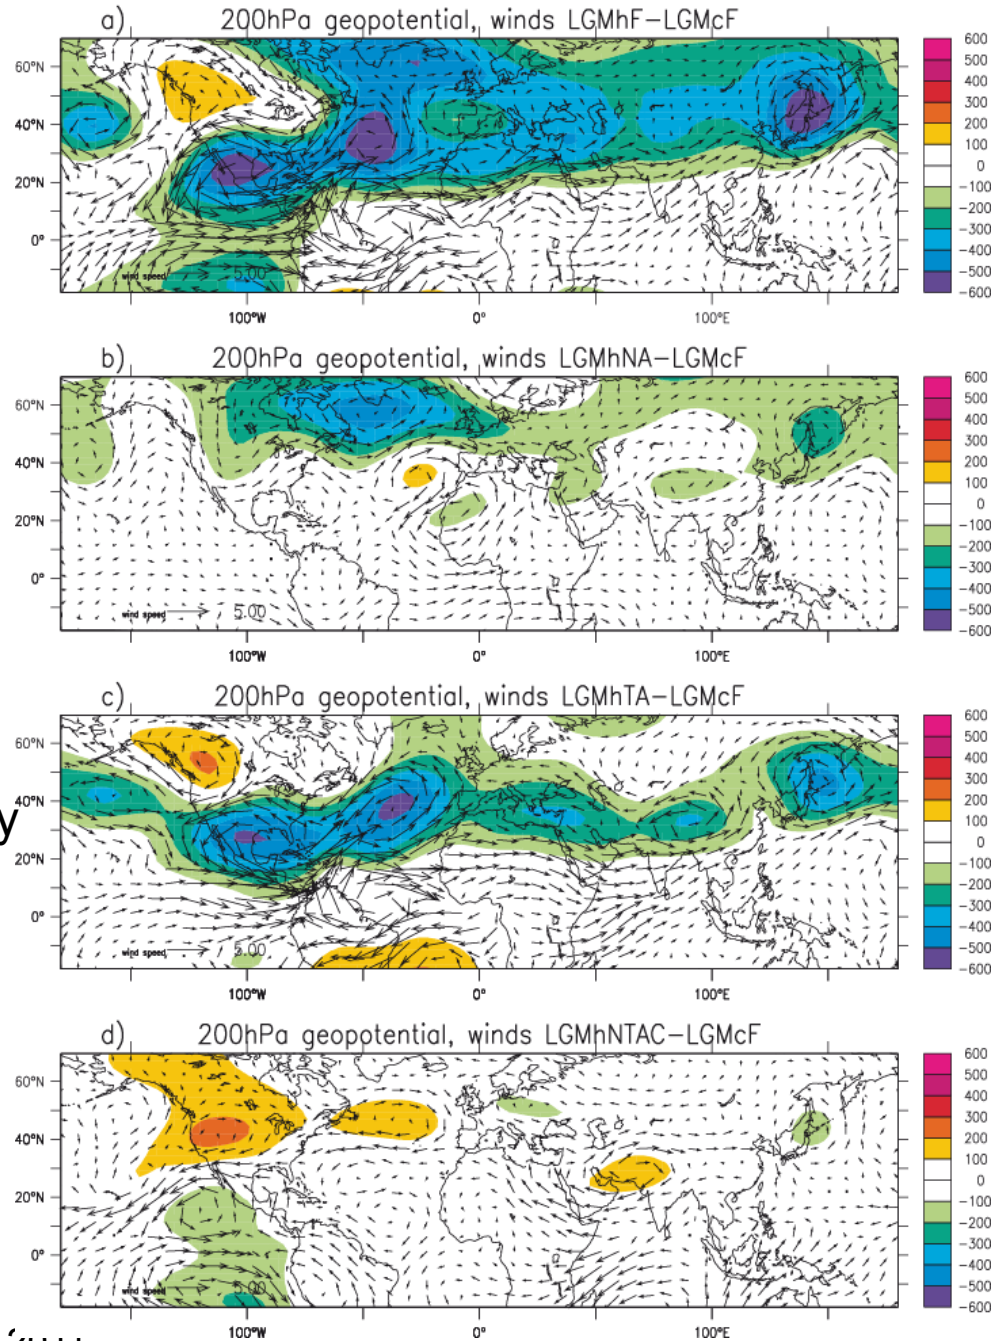 a) 200hPa geopotential, winds LGMhF-LGMcF
60°N
40°N
20°N
0°
wind speed 5.00
100°W 0° 100°E
600
500
400
300
200
100
0
-100
-200
-300
-400
-500
-600
b) 200hPa geopotential, winds LGMhNA-LGMcF
60°N
40°N
20°N
0°
wind speed 5.00
100°W 0° 100°E
600
500
400
300
200
100
0
-100
-200
-300
-400
-500
-600
c) 200hPa geopotential, winds LGMhTA-LGMcF
60°N
40°N
y
20°N
0°
wind speed 5.00
100°W 0° 100°E
600
500
400
300
200
100
0
-100
-200
-300
-400
-500
-600
d) 200hPa geopotential, winds LGMhNTAC-LGMcF
60°N
40°N
20°N
0°
wind speed 5.00
100°W 0° 100°E
600
500
400
300
200
100
0
-100
-200
-300
-400
-500
-600